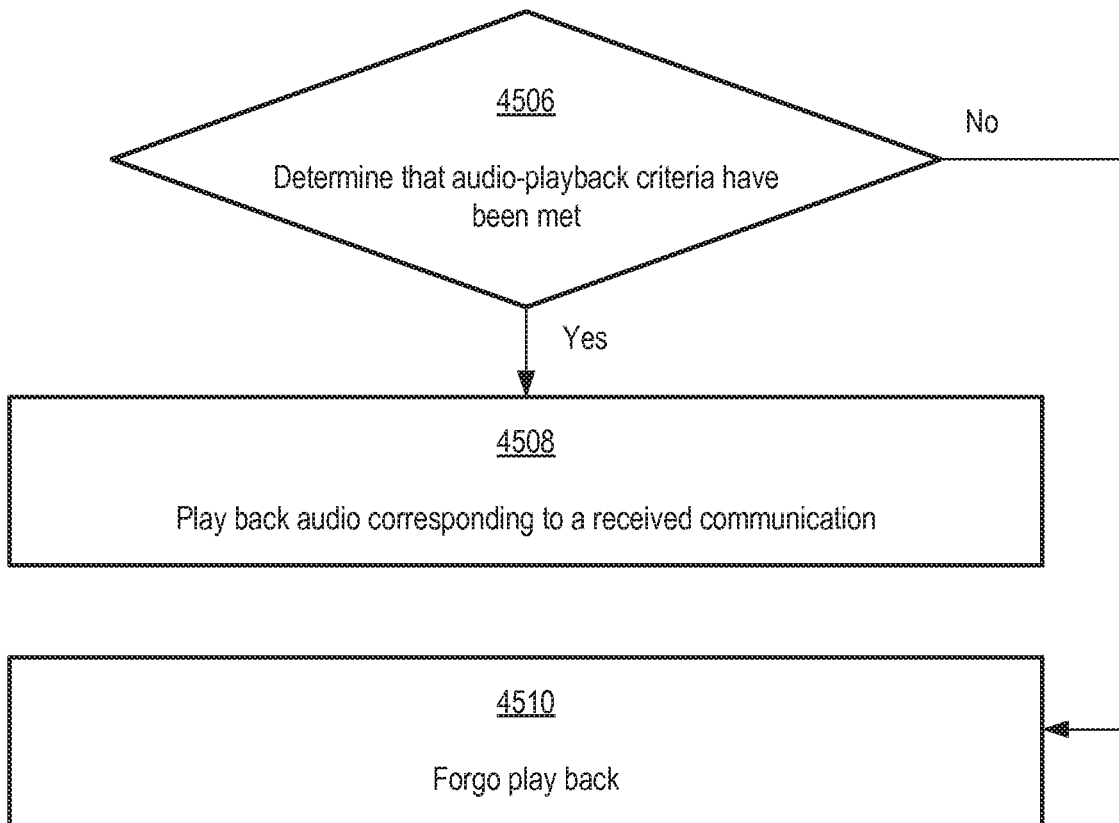 4506
No
Determine that audio-playback criteria have
been met
Yes
4508
Play back audio corresponding to a received communication
4510
Forgo play back